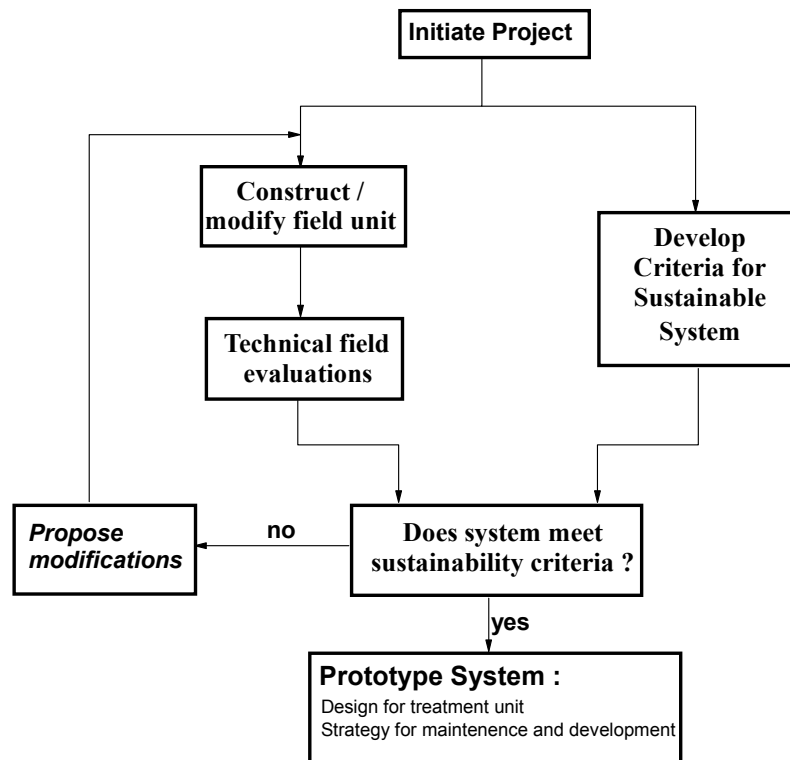 Initiate Project
Construct /
modify field unit
Develop
Criteria for
Sustainable
System
Technical field
evaluations
Propose
modifications
no
Does system meet
sustainability criteria ?
yes
Prototype System :
Design for treatment unit
Strategy for maintenence and development